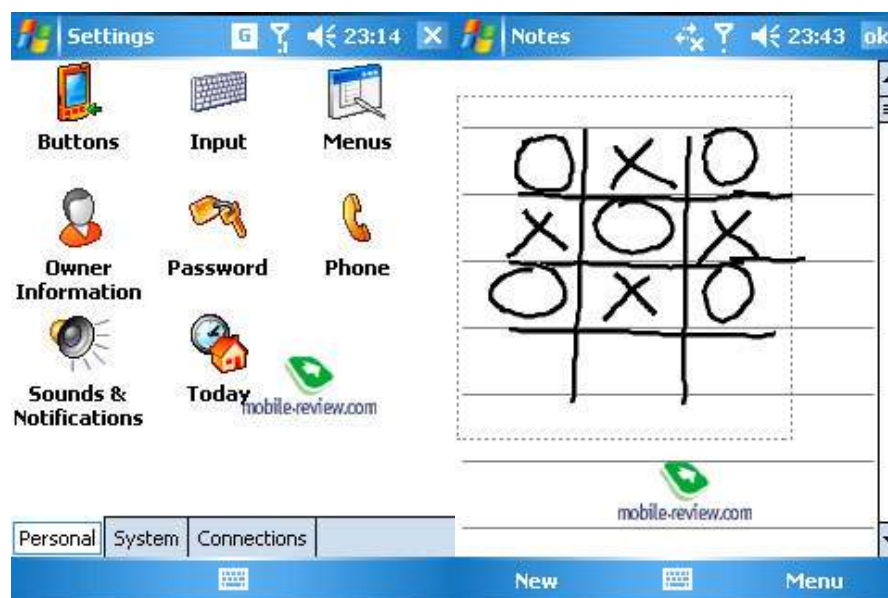 Settings
G
23:14
Buttons
Input
Menus
Owner
Information
Password
Phone
Sounds &
Notifications
Today
mobile-review.com
Personal
System
Connections
Notes
23:43
ok
O X O
X O X
O X O
mobile-review.com
New
Menu